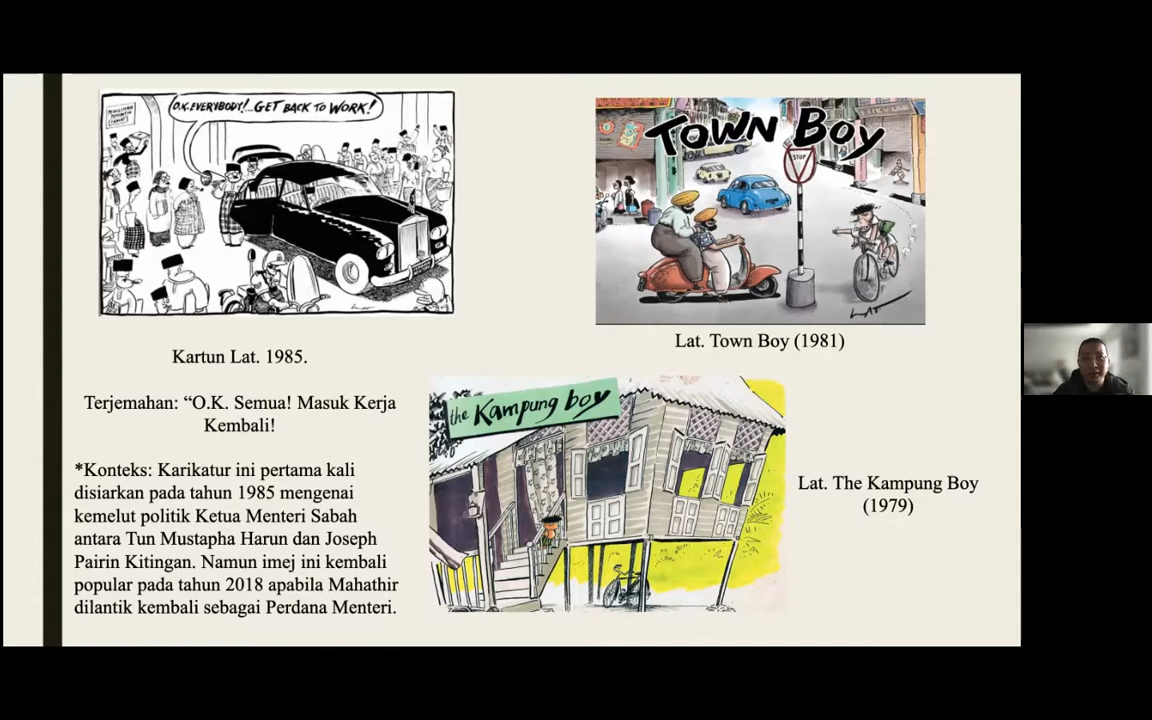 O.K. EVERYBODY!...GET BACK TO WORK!
Kartun Lat. 1985.
Terjemahan: “O.K. Semua! Masuk Kerja
Kembali!
*Konteks: Karikatur ini pertama kali
disiarkan pada tahun 1985 mengenai
kemelut politik Ketua Menteri Sabah
antara Tun Mustapha Harun dan Joseph
Pairin Kitingan. Namun imej ini kembali
popular pada tahun 2018 apabila Mahathir
dilantik kembali sebagai Perdana Menteri.
TOWN BOY
STOP
Lat
Lat. Town Boy (1981)
the Kampung boy
Lat. The Kampung Boy
(1979)